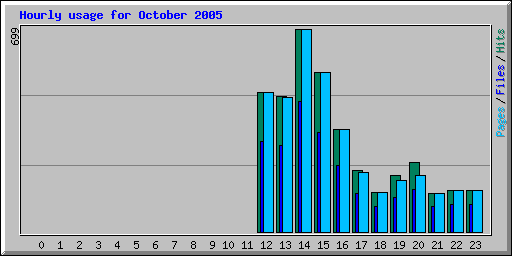 Hourly usage for October 2005
699
Pages/Files/Hits
0 1 2 3 4 5 6 7 8 9 10 11 12 13 14 15 16 17 18 19 20 21 22 23